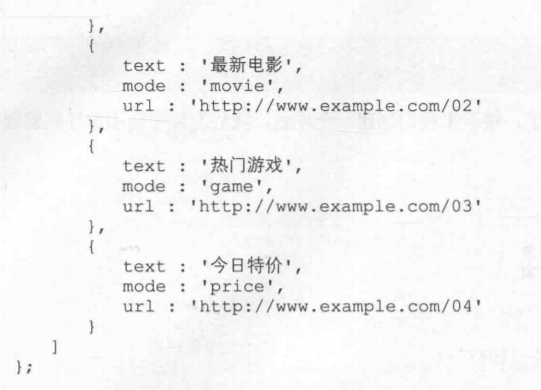 },
{
text : '最新电影',
mode : 'movie',
url : 'http://www.example.com/02'
},
{
text : '热门游戏',
mode : 'game',
url : 'http://www.example.com/03'
},
{
text : '今日特价',
mode : 'price',
url : 'http://www.example.com/04'
}
]
};